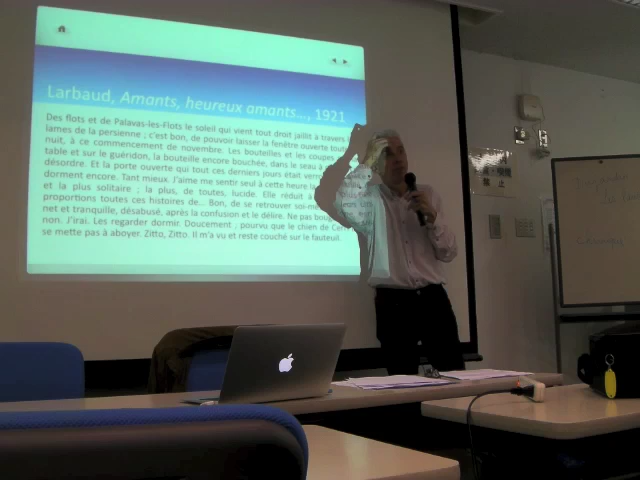 Larbaud, Amants, heureux amants..., 1921
Des flots et de Palavas-les-Flots le soleil qui vient tout droit jaillit à travers
lames de la persienne ; c'est bon, de pouvoir laisser la fenêtre ouverte toute
nuit, à ce commencement de novembre. Les bouteilles et les coupes
table et sur le guéridon, la bouteille encore bouchée, dans le seau à
désordre. Et la porte ouverte qui tout ces derniers jours était
dorment encore. Tant mieux. J'aime me sentir seul à cette heure
et la plus solitaire ; la plus, de toutes, lucide. Elle réduit à
proportions toutes ces histoires de... Bon, de se retrouver
net et tranquille, désabusé, après la confusion et le délire. Ne pas
non. J'irai. Les regarder dormir. Doucement ; pourvu que le chien de
se mette pas à aboyer. Zitto, Zitto. Il m'a vu et reste couché sur le fauteuil.
禁止